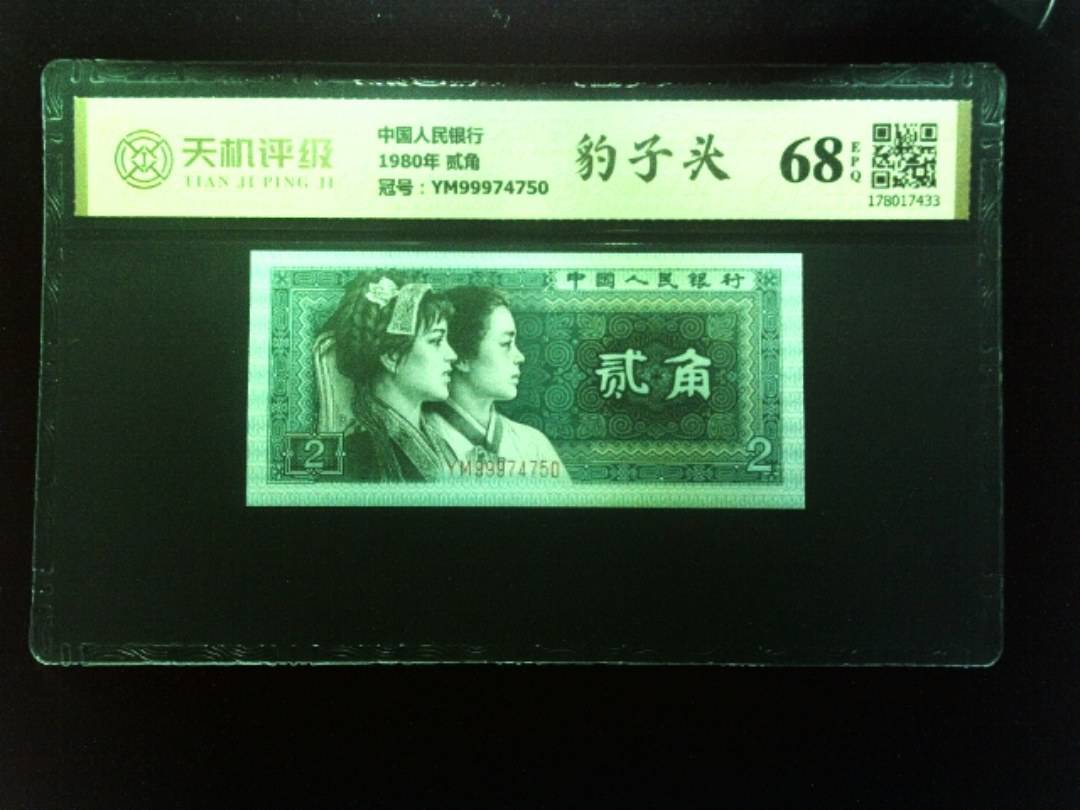 天机评级
TIAN JI PING JI
中国人民银行
1980年 贰角
冠号：YM99974750
豹子头
68
EPQ
178017433
中国人民银行
贰角
2
2
YM99974750